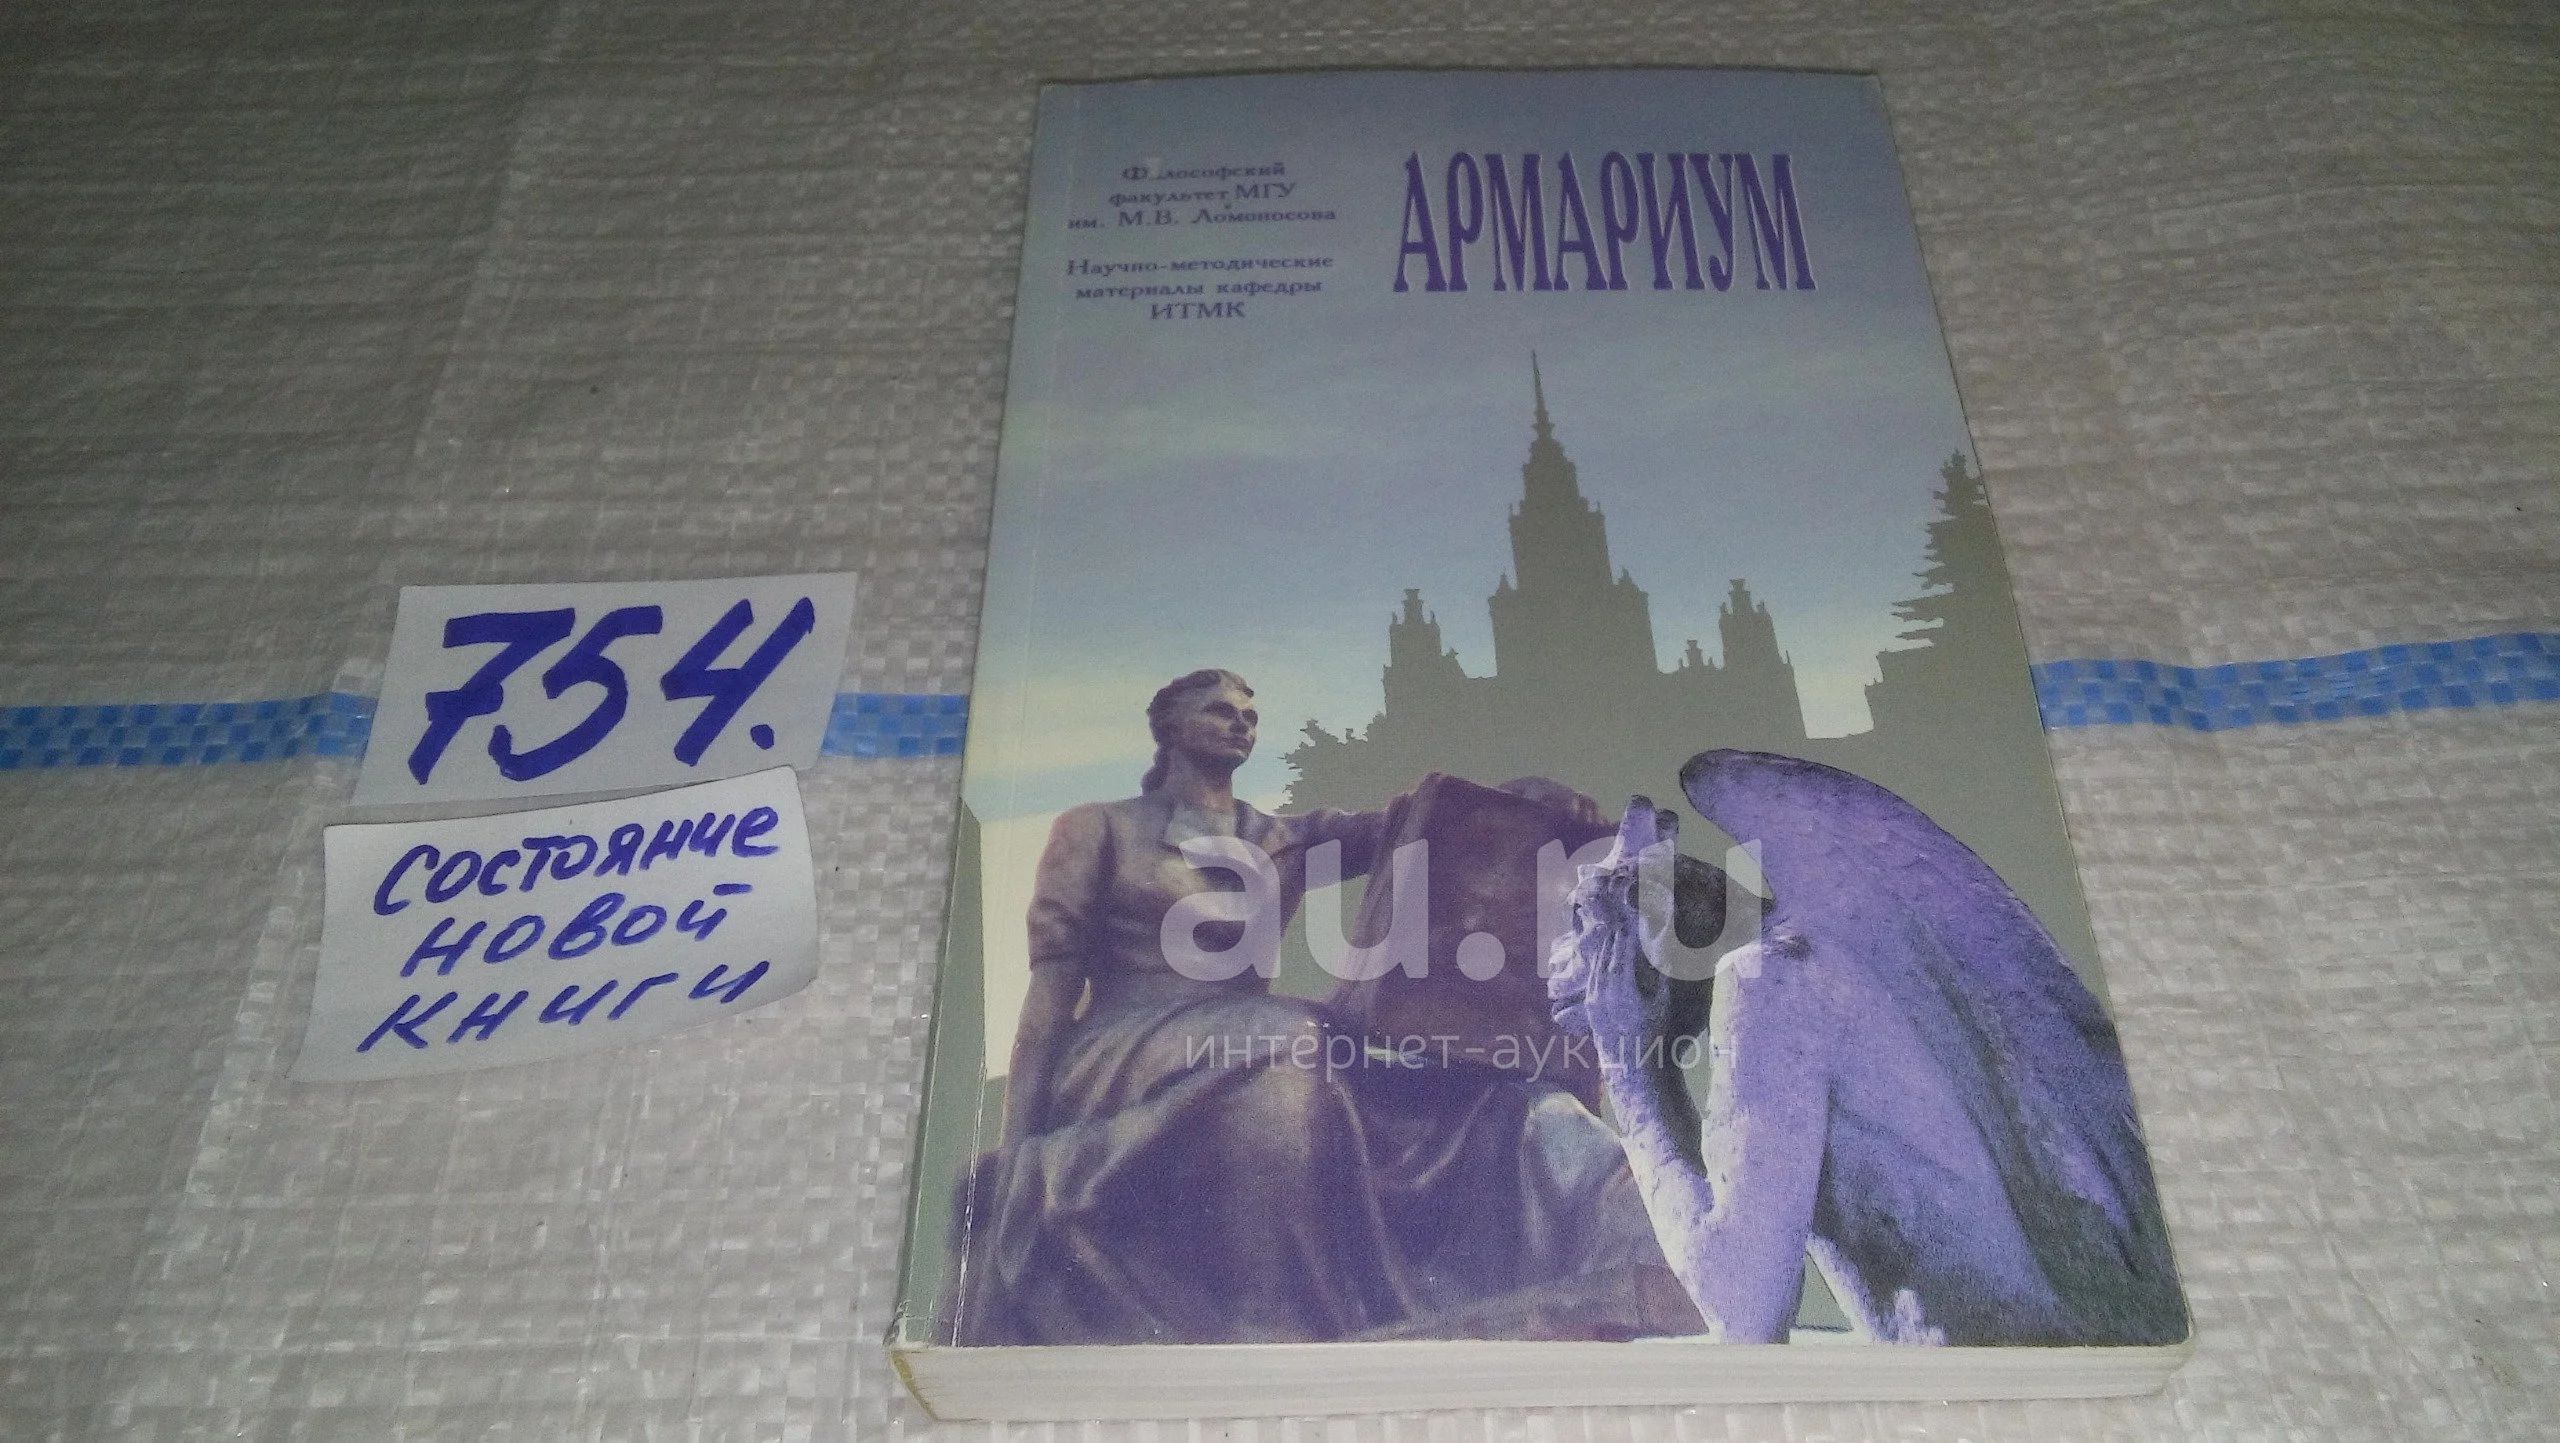 Философский
факультет МГУ
им. М.В. Ломоносова
Научно-методические
материалы кафедры
ИТМК
АРМАРИУМ
754.
Состояние
новой
книги
au.ru
интернет-аукцион